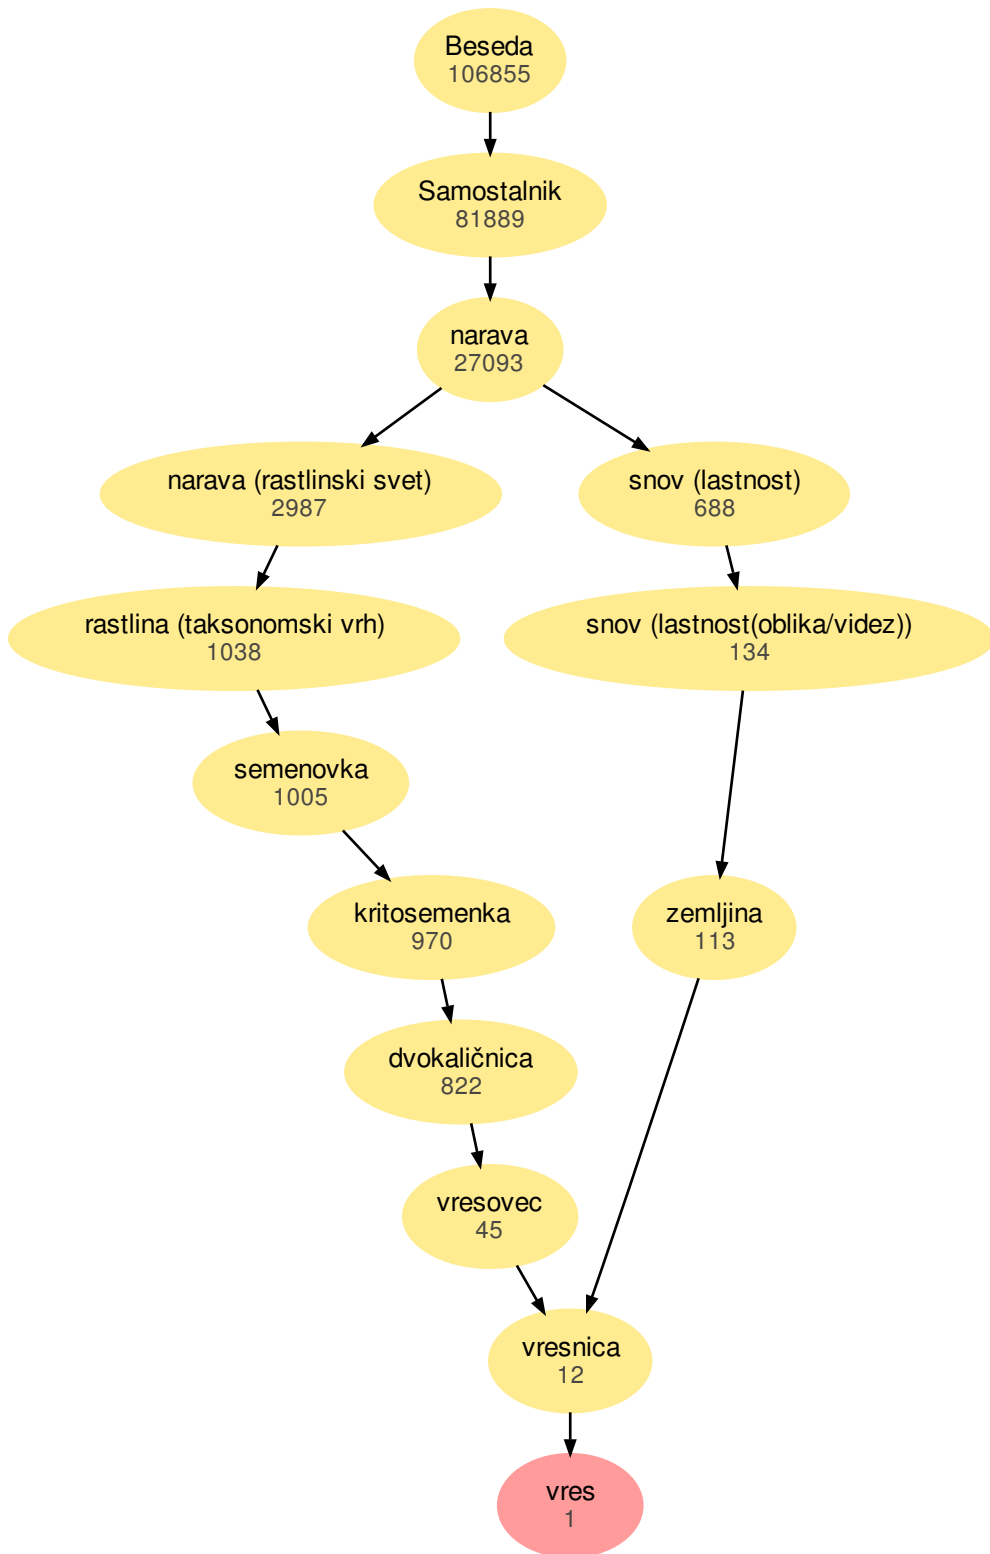 Beseda
106855
Samostalnik
81889
narava
27093
narava (rastlinski svet)
2987
snov (lastnost)
688
rastlina (taksonomski vrh)
1038
snov (lastnost(oblika/videz))
134
semenovka
1005
kritosemenka
970
zemljina
113
dvokaličnica
822
vresovec
45
vresnica
12
vres
1